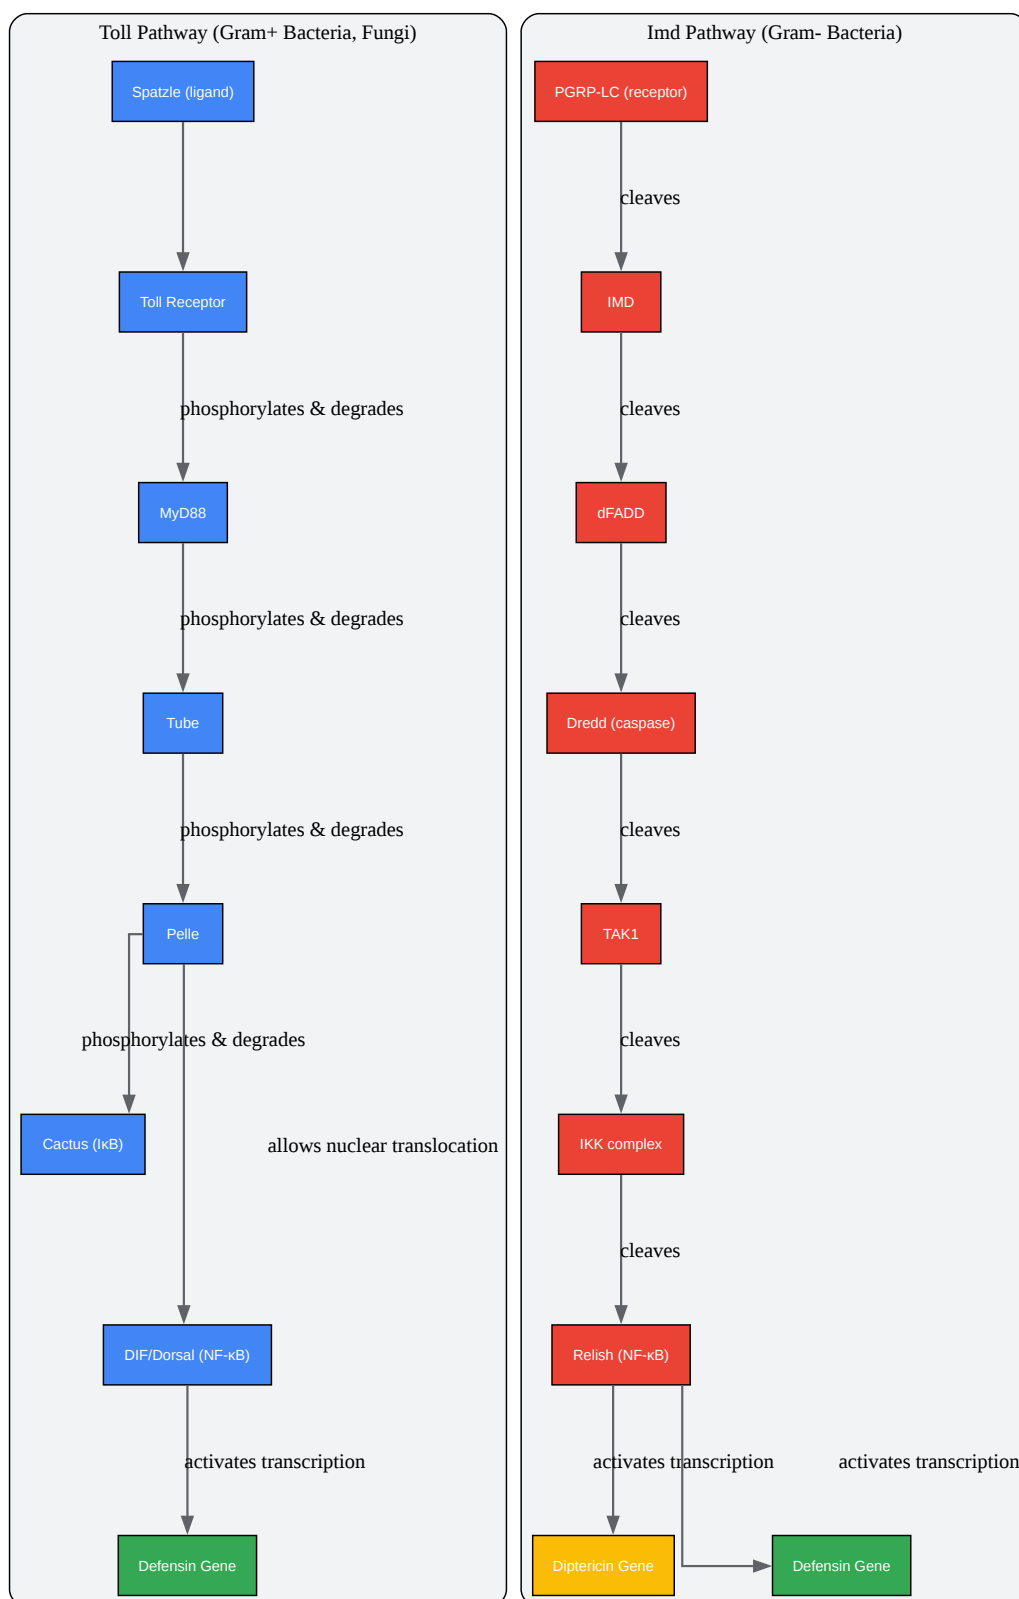 Toll Pathway (Gram+ Bacteria, Fungi)
Spatzle (ligand)
Toll Receptor
phosphorylates & degrades
MyD88
phosphorylates & degrades
Tube
phosphorylates & degrades
Pelle
phosphorylates & degrades
Cactus (IκB)
allows nuclear translocation
DIF/Dorsal (NF-κB)
activates transcription
Defensin Gene
Imd Pathway (Gram- Bacteria)
PGRP-LC (receptor)
cleaves
IMD
cleaves
dFADD
cleaves
Dredd (caspase)
cleaves
TAK1
cleaves
IKK complex
cleaves
Relish (NF-κB)
activates transcription
activates transcription
Diptericin Gene
Defensin Gene